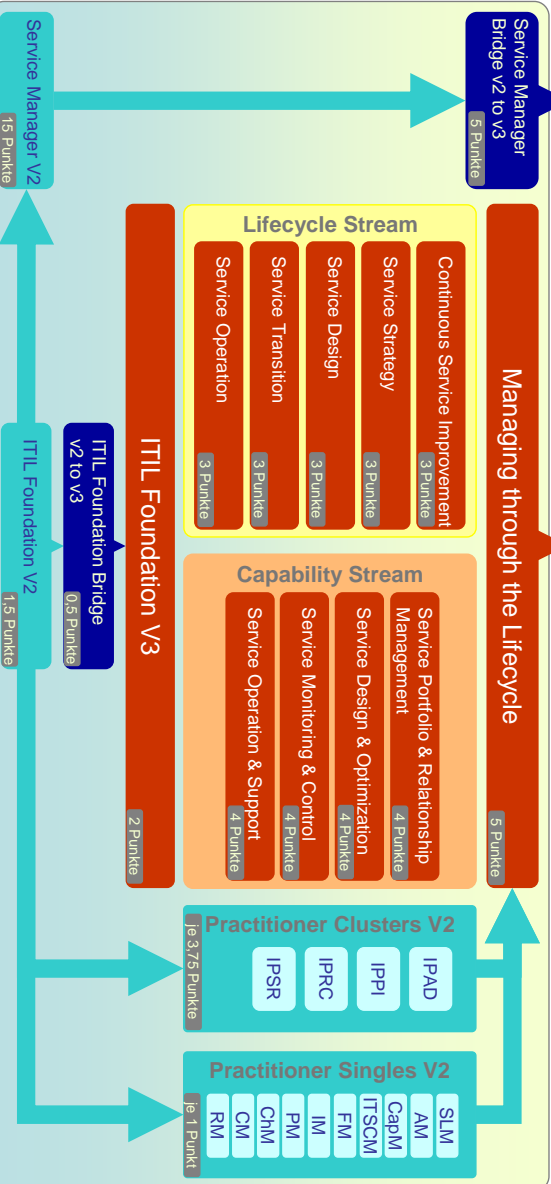 Service Manager
Bridge v2 to v3
5 Punkte
Managing through the Lifecycle
5 Punkte
Lifecycle Stream
Continuous Service Improvement
3 Punkte
Service Strategy
3 Punkte
Service Design
3 Punkte
Service Transition
3 Punkte
Service Operation
3 Punkte
Capability Stream
Service Portfolio & Relationship
Management
4 Punkte
Service Design & Optimization
4 Punkte
Service Monitoring & Control
4 Punkte
Service Operation & Support
4 Punkte
Practitioner Clusters V2
IPAD
IPPI
IPRC
IPSR
je 3,75 Punkte
Practitioner Singles V2
SLM
AM
CapM
ITSCM
FM
IM
PM
ChM
CM
RM
je 1 Punkt
ITIL Foundation V3
2 Punkte
ITIL Foundation Bridge
v2 to v3
0,5 Punkte
Service Manager V2
15 Punkte
ITIL Foundation V2
1,5 Punkte